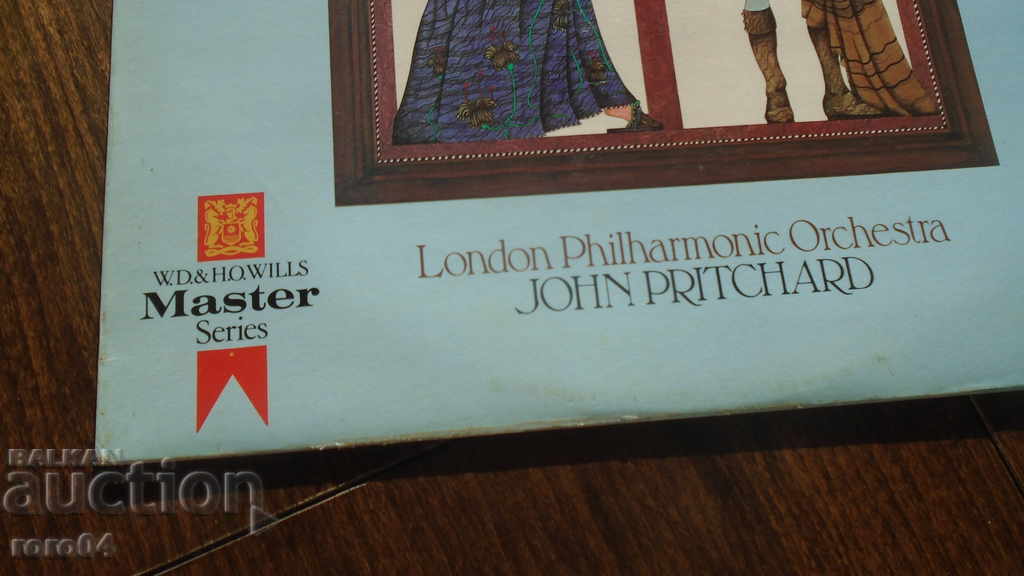 London Philharmonic Orchestra
JOHN PRITCHARD
W.D.&H.O.WILLS
Master
Series
BALKAN
auction
roro04